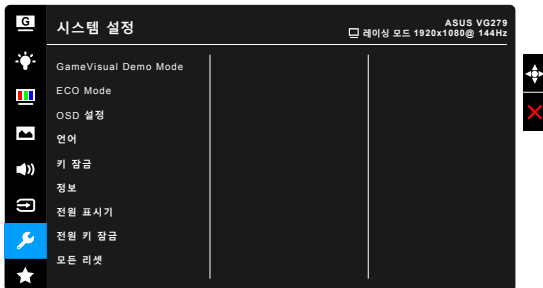 G
시스템 설정
ASUS VG279
레이싱 모드 1920x1080@ 144Hz
GameVisual Demo Mode
ECO Mode
OSD 설정
언어
키 잠금
정보
전원 표시기
전원 키 잠금
모든 리셋